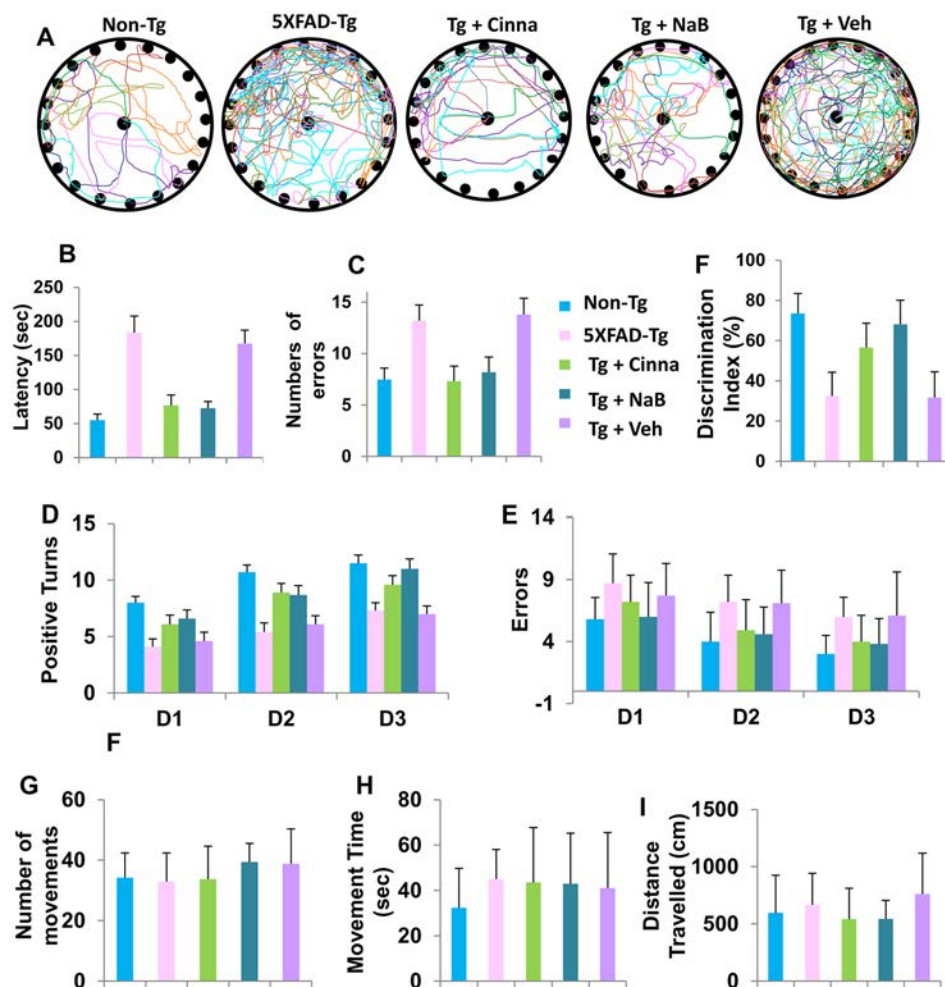 A
Non-Tg
5XFAD-Tg
Tg + Cinna
Tg + NaB
Tg + Veh
B
Latency (sec)
250
200
150
100
50
0
C
Numbers of
errors
15
10
5
0
Non-Tg
5XFAD-Tg
Tg + Cinna
Tg + NaB
Tg + Veh
F
Discrimination
Index (%)
100
80
60
40
20
0
D
Positive Turns
15
10
5
0
D1
D2
D3
E
Errors
14
9
4
-1
D1
D2
D3
F
G
Number of
movements
60
40
20
0
H
Movement Time
(sec)
80
60
40
20
0
I
Distance
Travelled (cm)
1500
1000
500
0